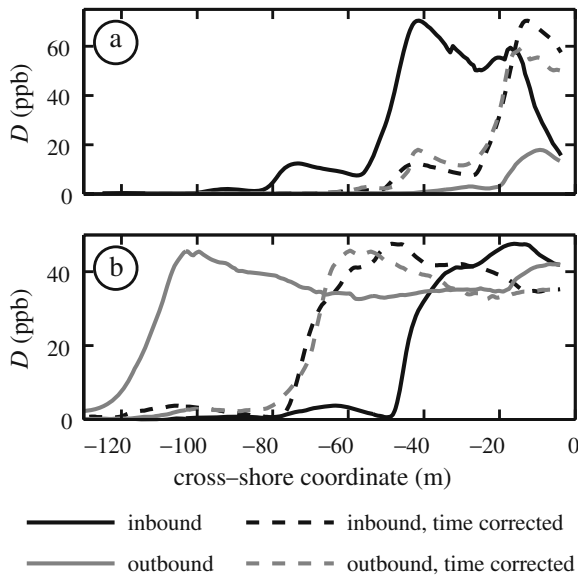 a
D (ppb)
60
40
20
0
b
D (ppb)
40
20
0
−120 −100 −80 −60 −40 −20 0
cross−shore coordinate (m)
inbound
inbound, time corrected
outbound
outbound, time corrected